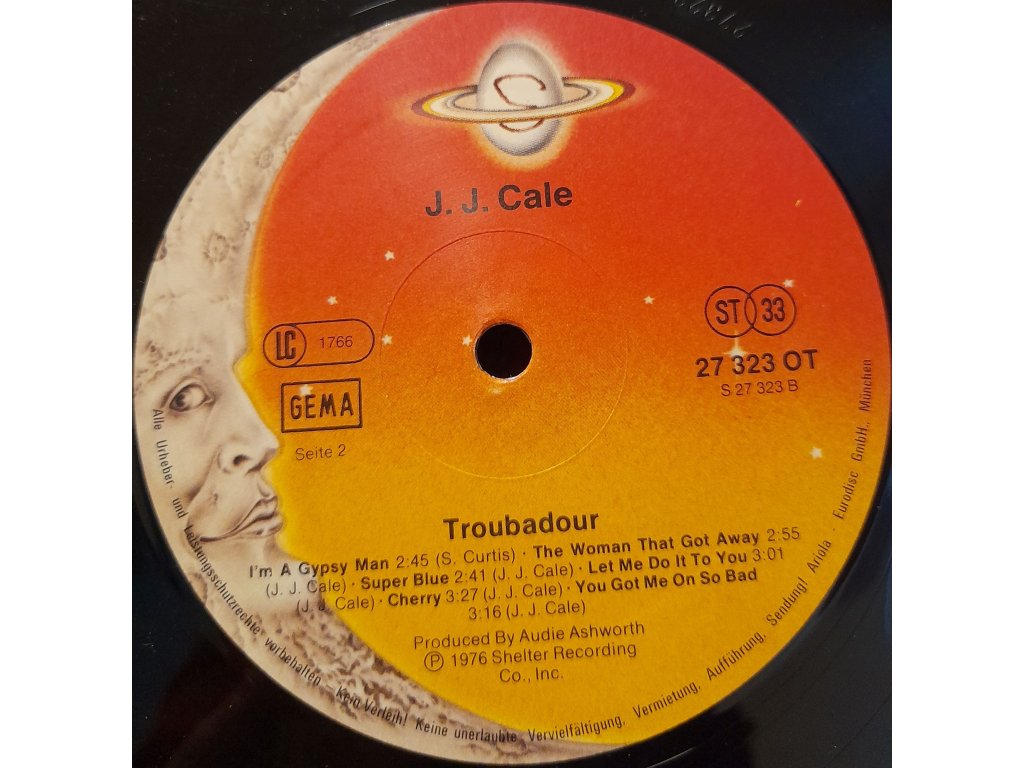 J. J. Cale
ST 33
LC 1766
27 323 OT
S 27 323 B
GEMA
Seite 2
Troubadour
I'm A Gypsy Man 2:45 (S. Curtis) · The Woman That Got Away 2:55
(J. J. Cale) · Super Blue 2:41 (J. J. Cale) · Let Me Do It To You 3:01
(J. J. Cale) · Cherry 3:27 (J. J. Cale) · You Got Me On So Bad
3:16 (J. J. Cale)
Produced By Audie Ashworth
Ⓟ 1976 Shelter Recording
Co., Inc.
Alle Urheber- und Leistungsschutzrechte vorbehalten - Kein Verleih! Keine unerlaubte Vervielfältigung, Vermietung, Aufführung, Sendung! Ariola - Eurodisc GmbH., München